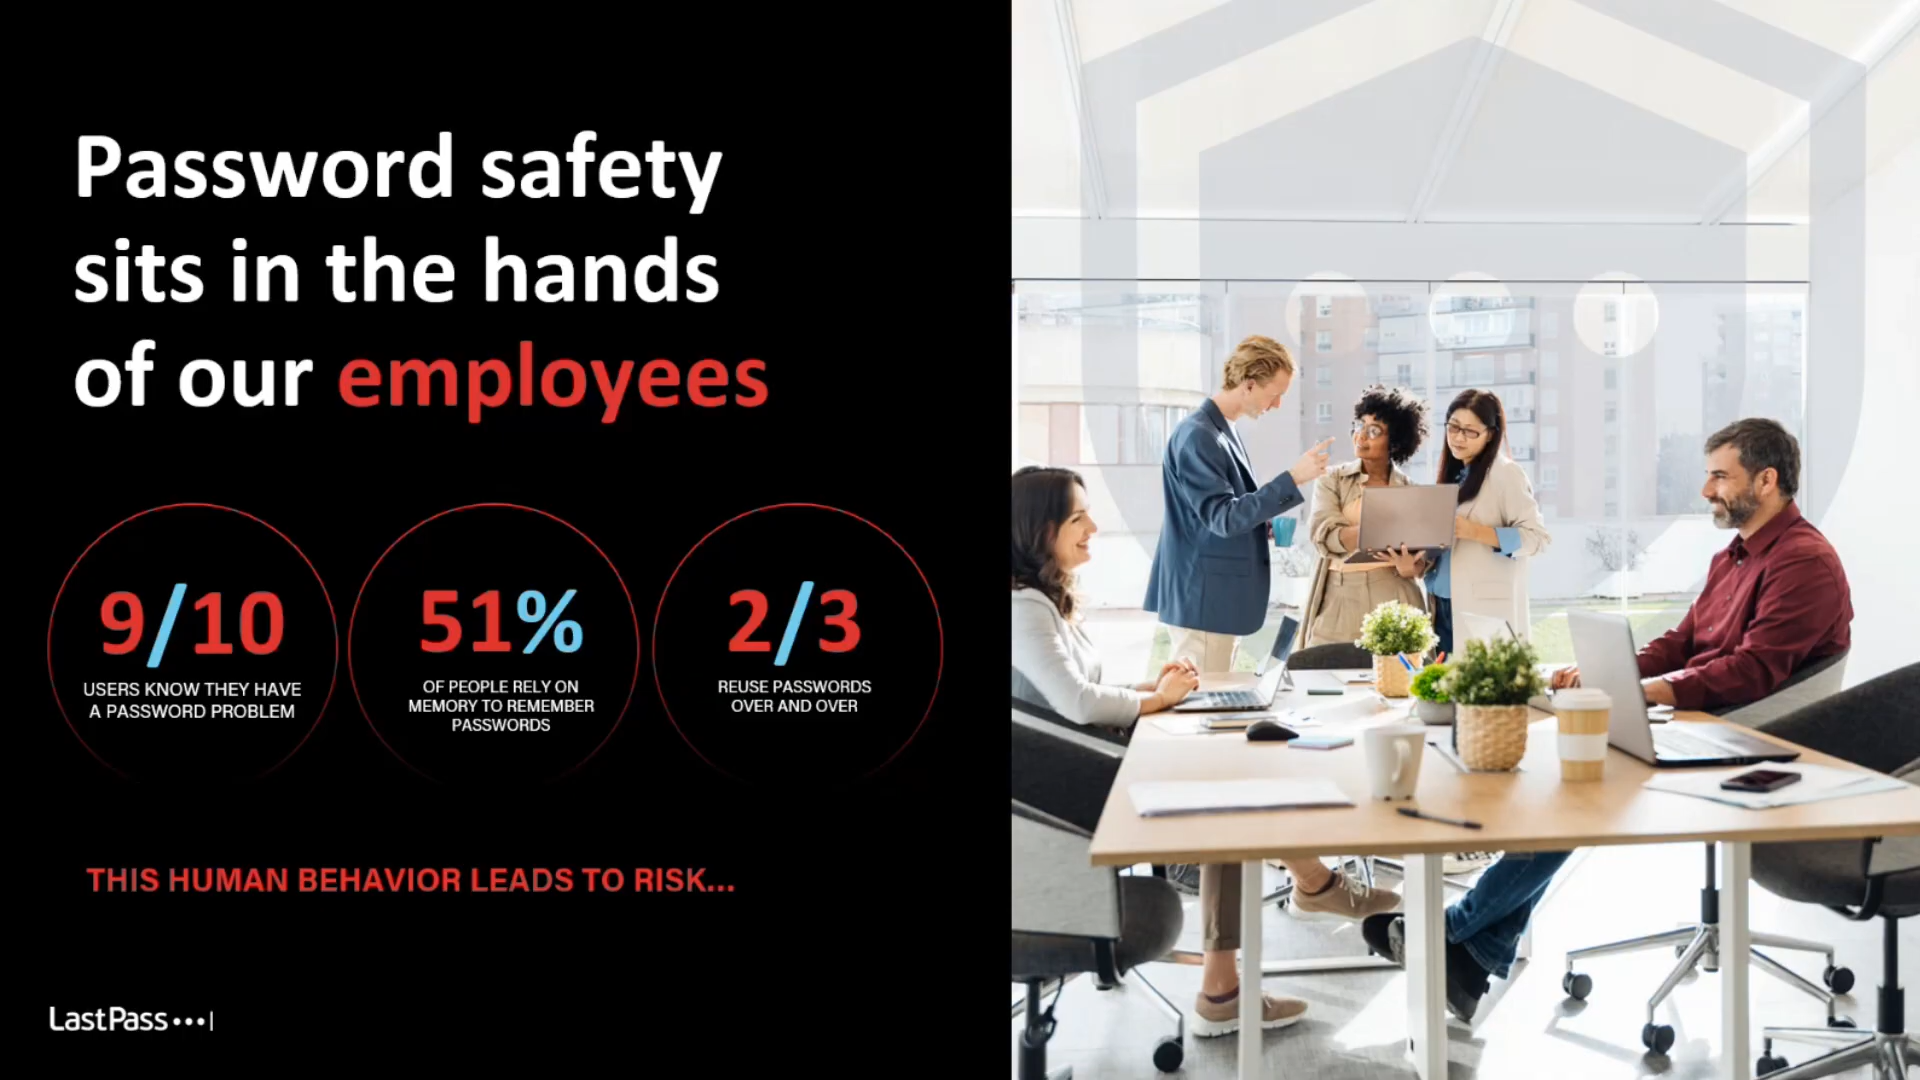 Password safety
sits in the hands
of our employees
9/10
USERS KNOW THEY HAVE
A PASSWORD PROBLEM
51%
OF PEOPLE RELY ON
MEMORY TO REMEMBER
PASSWORDS
2/3
REUSE PASSWORDS
OVER AND OVER
THIS HUMAN BEHAVIOR LEADS TO RISK...
LastPass•••|